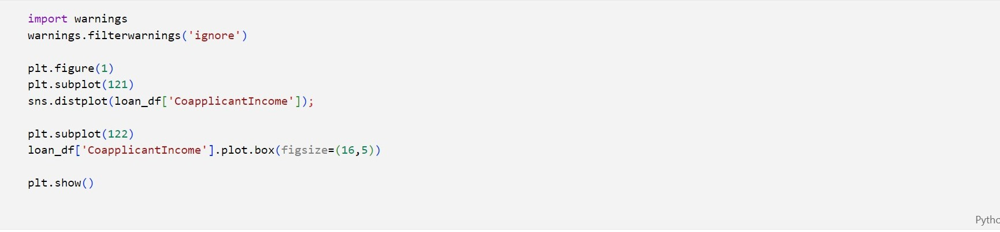 import warnings
warnings.filterwarnings('ignore')
plt.figure(1)
plt.subplot(121)
sns.distplot(loan_df['CoapplicantIncome']);
plt.subplot(122)
loan_df['CoapplicantIncome'].plot.box(figsize=(16,5))
plt.show()
Pytho